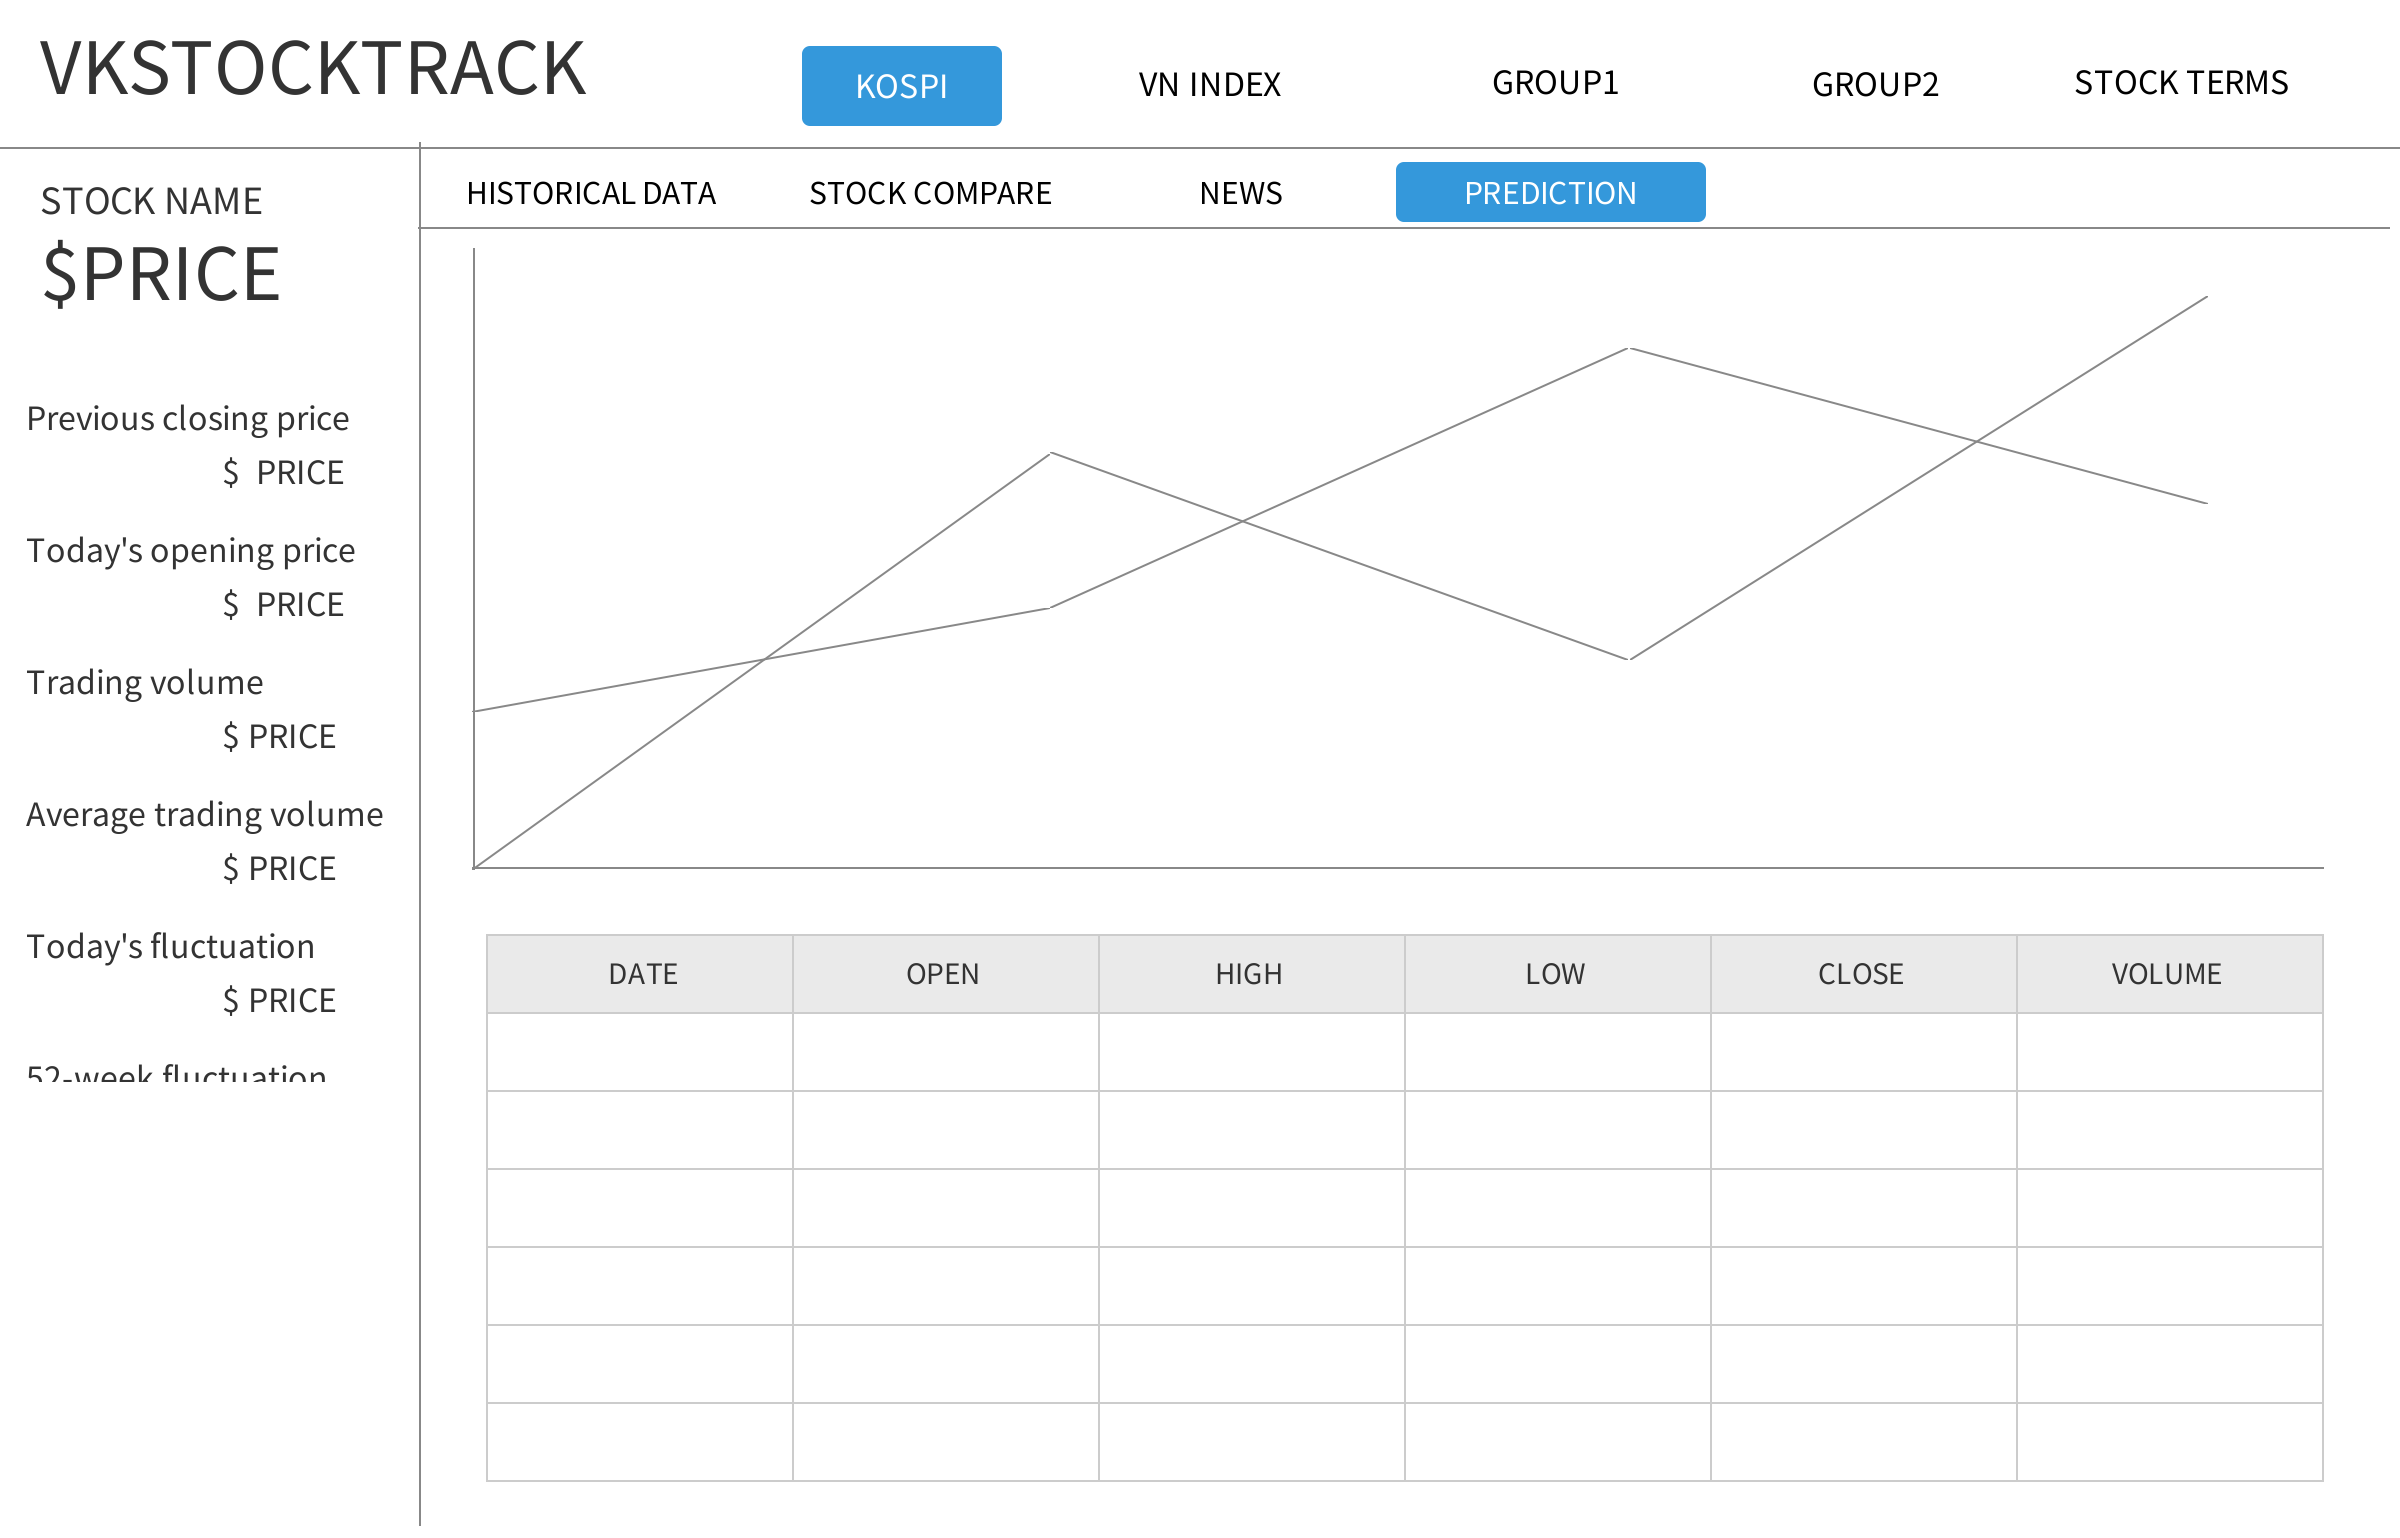 VKSTOCKTRACK
KOSPI VN INDEX GROUP1 GROUP2 STOCK TERMS
HISTORICAL DATA STOCK COMPARE NEWS PREDICTION
STOCK NAME
$PRICE
Previous closing price
$ PRICE
Today's opening price
$ PRICE
Trading volume
$ PRICE
Average trading volume
$ PRICE
Today's fluctuation
$ PRICE
52-week fluctuation
DATE OPEN HIGH LOW CLOSE VOLUME